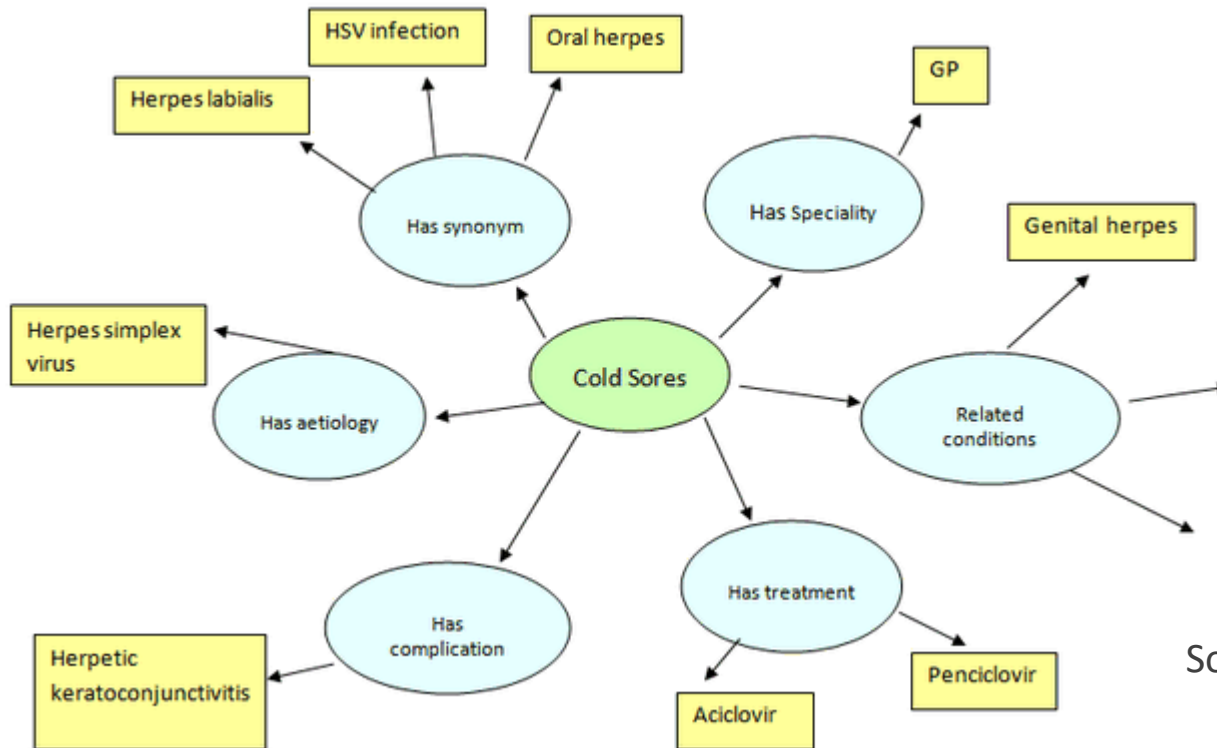 HSV infection
Oral herpes
GP
Herpes labialis
Has synonym
Has Speciality
Genital herpes
Herpes simplex
virus
Cold Sores
Has aetiology
Related
conditions
Has treatment
Has
complication
Herpetic
keratoconjunctivitis
Penciclovir
Aciclovir